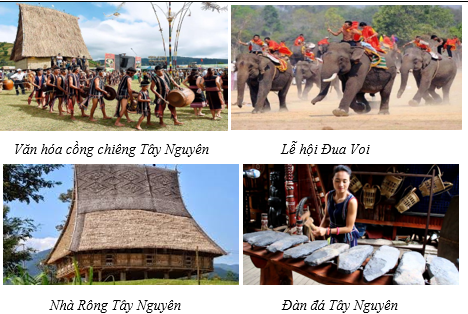 Văn hóa cồng chiêng Tây Nguyên
Lễ hội Đua Voi
Nhà Rông Tây Nguyên
Đàn đá Tây Nguyên